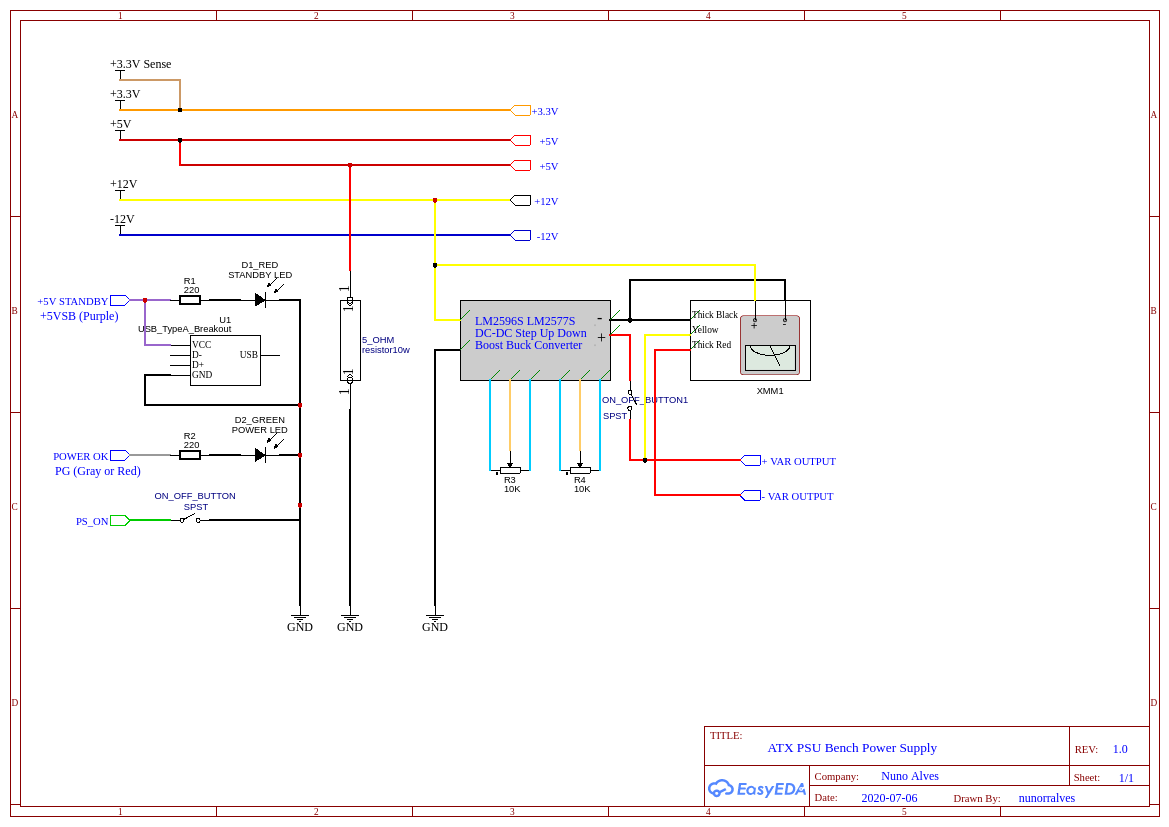 1 2 3 4 5
A A
B B
C C
D D
+3.3V Sense
+3.3V
+3.3V
+5V
+5V
+5V
+12V
+12V
-12V
-12V
D1_RED
STANDBY LED
R1
220
+5V STANDBY
+5VSB (Purple)
U1
USB_TypeA_Breakout
VCC
D-
D+
GND
USB
1
1
5_OHM
resistor10w
1
1
LM2596S LM2577S
DC-DC Step Up Down
Boost Buck Converter
-
+
Thick Black
Yellow
Thick Red
+
-
XMM1
ON_OFF_BUTTON1
SPST
D2_GREEN
POWER LED
R2
220
POWER OK
PG (Gray or Red)
R3
10K
R4
10K
+ VAR OUTPUT
- VAR OUTPUT
ON_OFF_BUTTON
SPST
PS_ON
GND
GND
GND
TITLE:
ATX PSU Bench Power Supply
REV: 1.0
EasyEDA
Company: Nuno Alves
Sheet: 1/1
Date: 2020-07-06
Drawn By: nunorralves
1 2 3 4 5